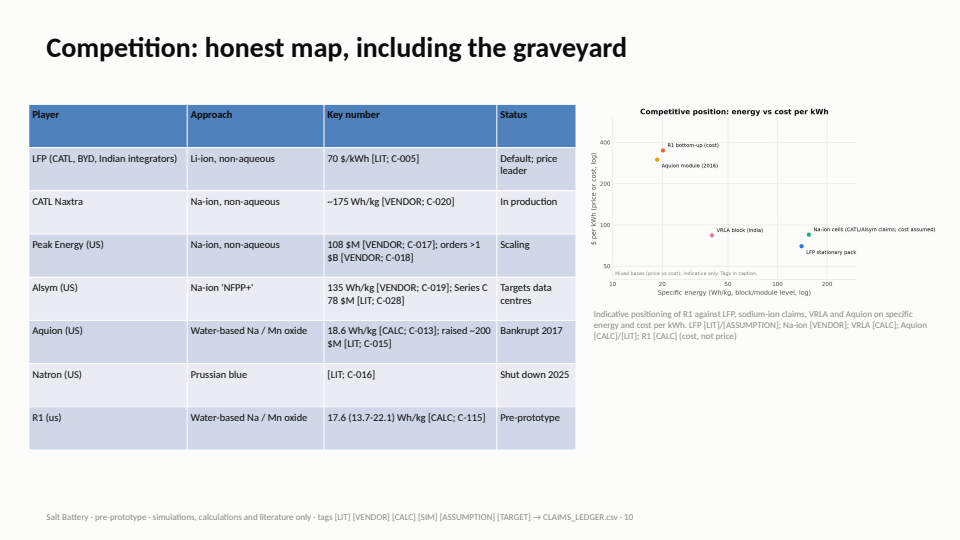 Competition: honest map, including the graveyard
Player Approach Key number Status
LFP (CATL, BYD, Indian integrators) Li-ion, non-aqueous 70 $/kWh [LIT; C-005] Default; price
leader
CATL Naxtra Na-ion, non-aqueous ~175 Wh/kg [VENDOR; C-020] In production
Peak Energy (US) Na-ion, non-aqueous 108 $M [VENDOR; C-017]; orders >1 Scaling
$B [VENDOR; C-018]
Alsym (US) Na-ion 'NFPP+' 135 Wh/kg [VENDOR; C-019]; Series C Targets data
78 $M [LIT; C-028] centres
Aquion (US) Water-based Na / Mn oxide 18.6 Wh/kg [CALC; C-013]; raised ~200 Bankrupt 2017
$M [LIT; C-015]
Natron (US) Prussian blue [LIT; C-016] Shut down 2025
R1 (us) Water-based Na / Mn oxide 17.6 (13.7-22.1) Wh/kg [CALC; C-115] Pre-prototype
Competitive position: energy vs cost per kWh
$ per kWh (price or cost, log)
400
200
100
50
R1 bottom-up (cost)
Aquion module (2016)
VRLA block (India)
Na-ion cells (CATL/Alsym claims; cost assumed)
LFP stationary pack
Mixed bases (price vs cost); indicative only. Tags in caption.
10 20 50 100 200
Specific energy (Wh/kg, block/module level, log)
Indicative positioning of R1 against LFP, sodium-ion claims, VRLA and Aquion on specific
energy and cost per kWh. LFP [LIT]/[ASSUMPTION]; Na-ion [VENDOR]; VRLA [CALC]; Aquion
[CALC]/[LIT]; R1 [CALC] (cost, not price)
Salt Battery - pre-prototype - simulations, calculations and literature only - tags [LIT] [VENDOR] [CALC] [SIM] [ASSUMPTION] [TARGET] → CLAIMS_LEDGER.csv - 10